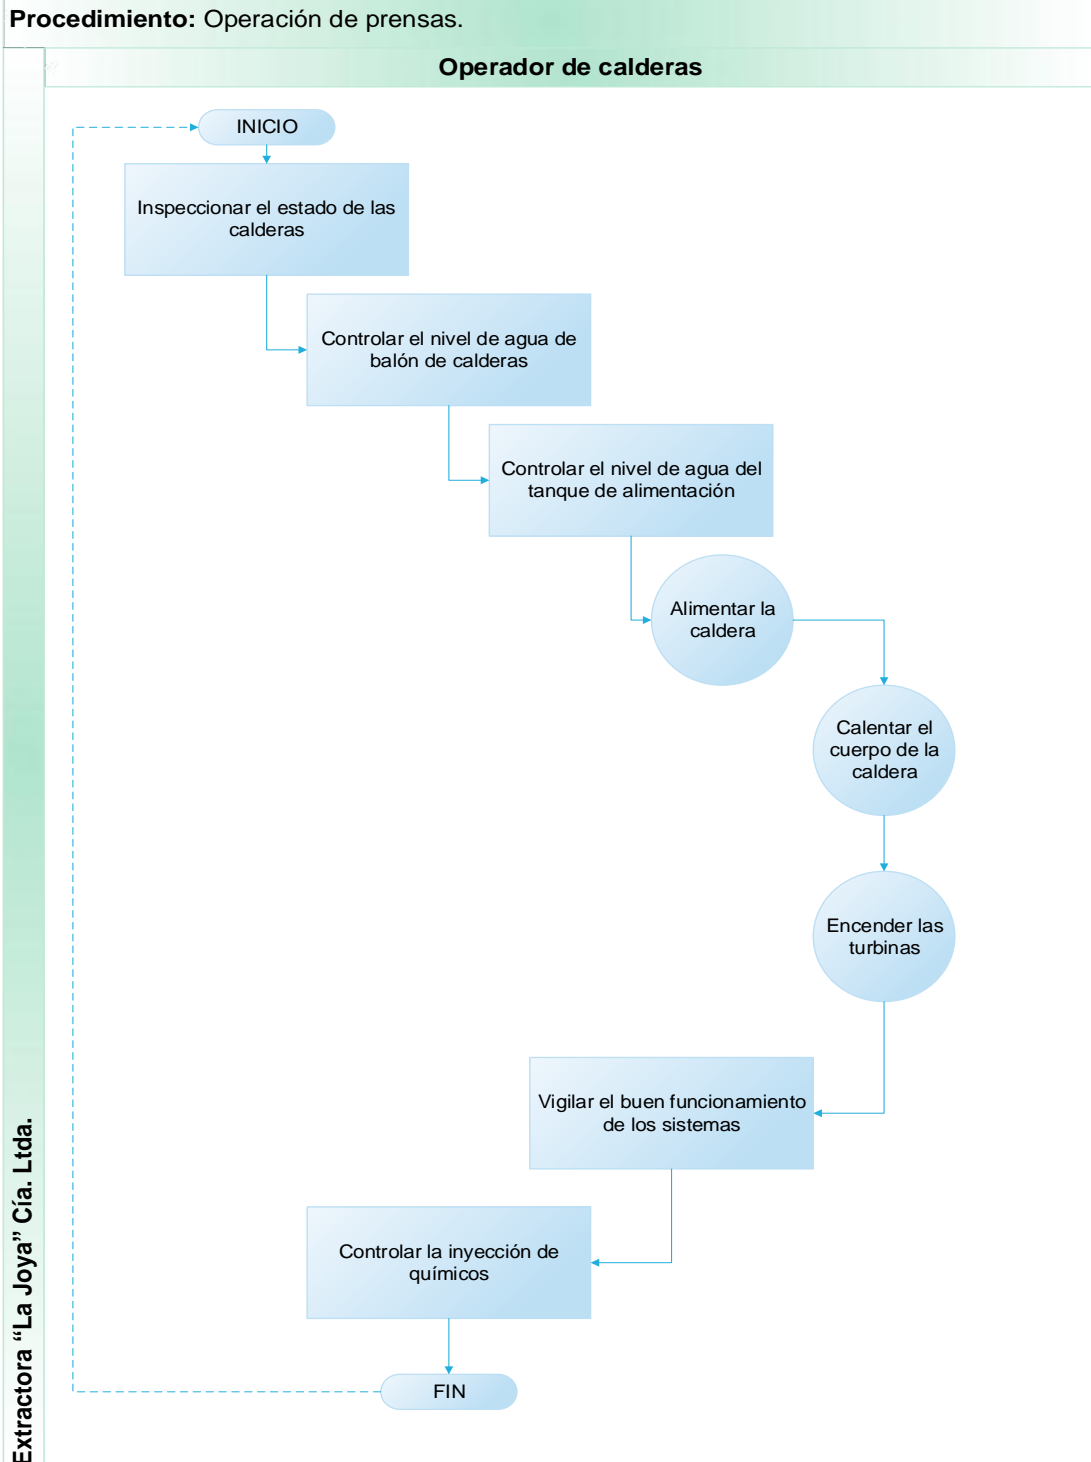 Procedimiento: Operación de prensas.
Operador de calderas
INICIO
Inspeccionar el estado de las
calderas
Controlar el nivel de agua de
balón de calderas
Controlar el nivel de agua del
tanque de alimentación
Alimentar la
caldera
Calentar el
cuerpo de la
caldera
Encender las
turbinas
Vigilar el buen funcionamiento
de los sistemas
Controlar la inyección de
químicos
FIN
Extractora “La Joya” Cía. Ltda.